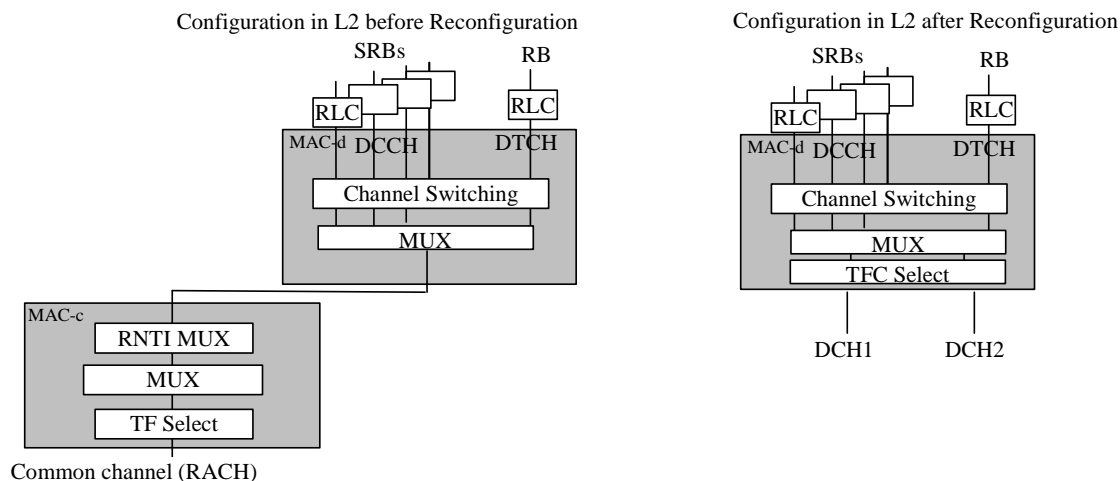 Configuration in L2 before Reconfiguration
SRBs
RB
RLC
RLC
MAC-d
DCCH
DTCH
Channel Switching
MUX
MAC-c
RNTI MUX
MUX
TF Select
Common channel (RACH)
Configuration in L2 after Reconfiguration
SRBs
RB
RLC
RLC
MAC-d
DCCH
DTCH
Channel Switching
MUX
TFC Select
DCH1
DCH2